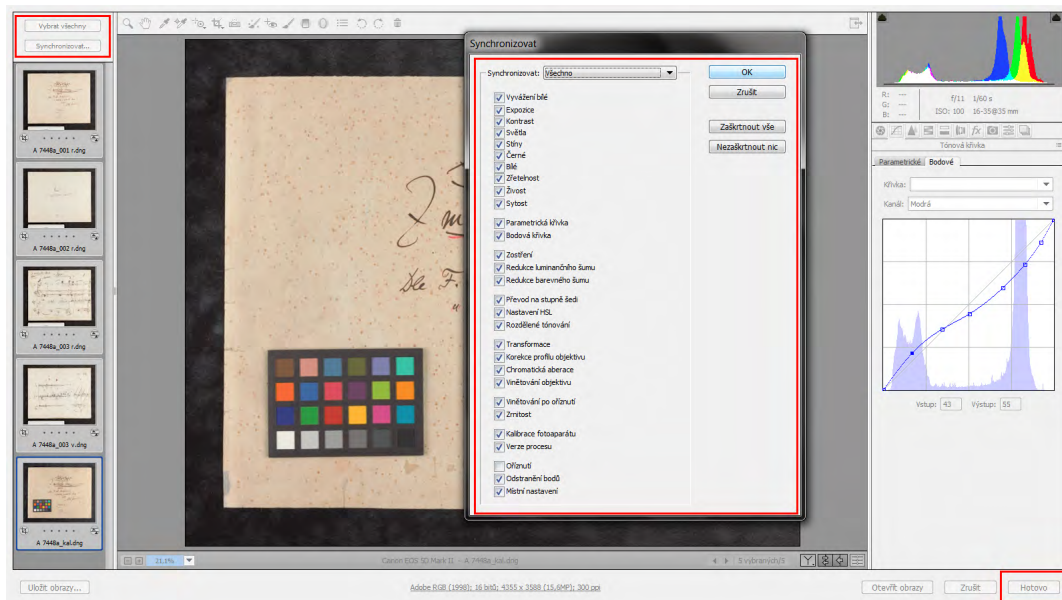 Vybrat všechny
Synchronizovat...
A 7448a_001 r.dng
A 7448a_002 r.dng
A 7448a_003 r.dng
A 7448a_003 v.dng
A 7448a_kal.dng
Dle F.
Synchronizovat
Synchronizovat: Všechno
OK
Zrušit
Zaškrtnout vše
Nezaškrtnout nic
Vyvážení bílé
Expozice
Kontrast
Světla
Stíny
Černé
Bílé
Zřetelnost
Živost
Sytost
Parametrická křivka
Bodová křivka
Zostření
Redukce luminančního šumu
Redukce barevného šumu
Převod na stupně šedi
Nastavení HSL
Rozdělené tónování
Transformace
Korekce profilu objektivu
Chromatická aberace
Vinětování objektivu
Vinětování po oříznutí
Zrnitost
Kalibrace fotoaparátu
Verze procesu
Oříznutí
Odstranění bodů
Místní nastavení
R: ---
G: ---
B: ---
f/11 1/60 s
ISO: 100 16-35@35 mm
Tónová křivka
Parametrické Bodové
Křivka:
Kanál: Modrá
Vstup: 43 Výstup: 55
Canon EOS 5D Mark II - A 7448a_kal.dng
5 vybraných/5
Uložit obrazy...
Adobe RGB (1998); 16 bitů; 4355 x 3588 (15,6MP); 300 ppi
Otevřít obrazy
Zrušit
Hotovo